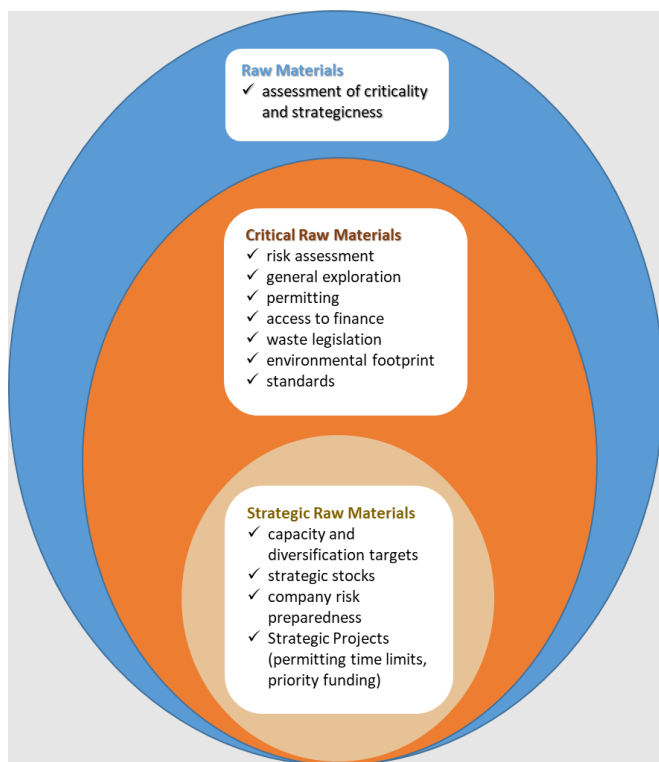 Raw Materials
✓ assessment of criticality
and strategicness
Critical Raw Materials
✓ risk assessment
✓ general exploration
✓ permitting
✓ access to finance
✓ waste legislation
✓ environmental footprint
✓ standards
Strategic Raw Materials
✓ capacity and
diversification targets
✓ strategic stocks
✓ company risk
preparedness
✓ Strategic Projects
(permitting time limits,
priority funding)